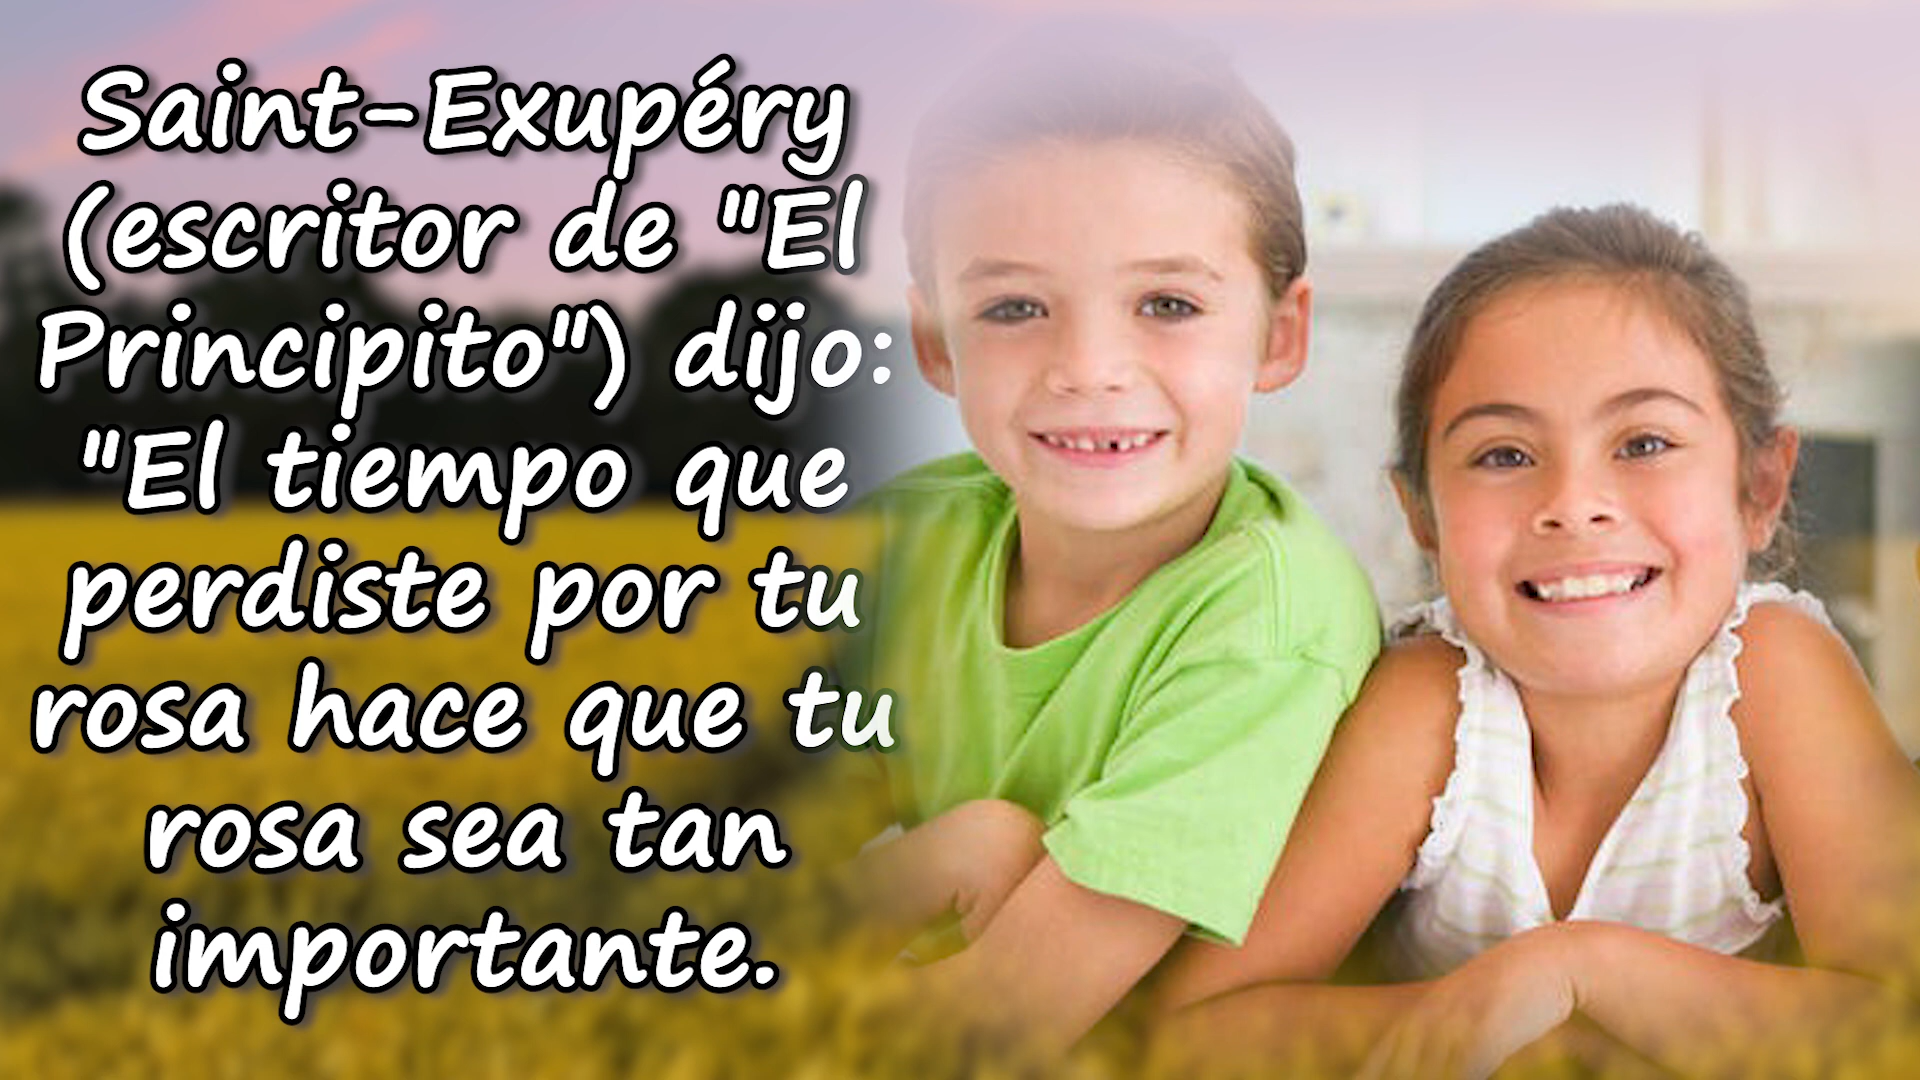 Saint-Exupéry
(escritor de "El
Principito") dijo:
"El tiempo que
perdiste por tu
rosa hace que tu
rosa sea tan
importante.